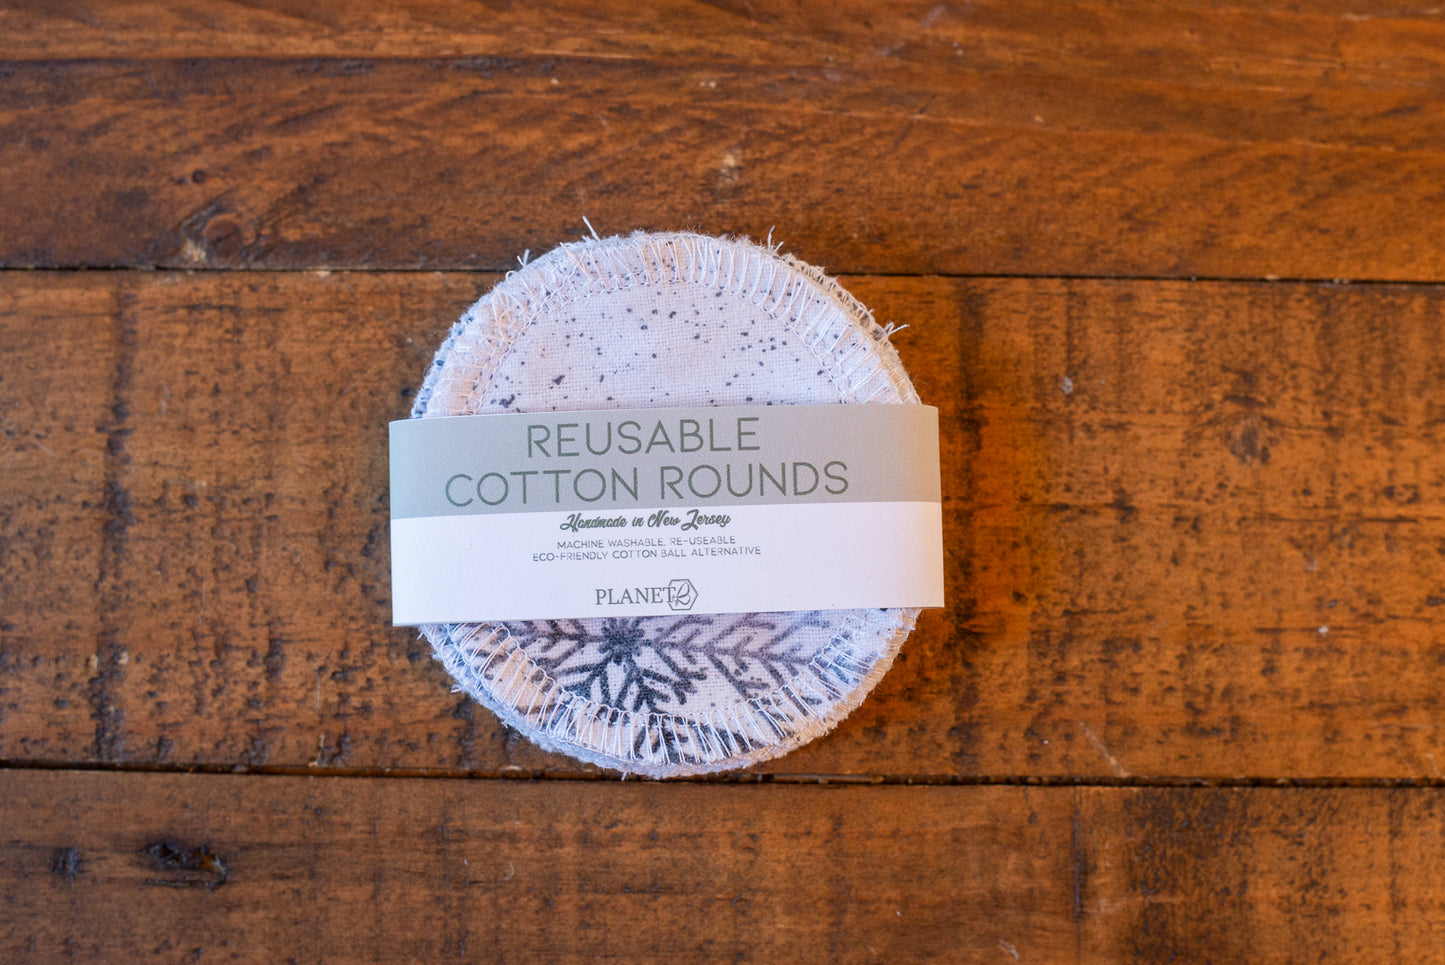 REUSABLE
COTTON ROUNDS
Handmade in New Jersey
MACHINE WASHABLE, RE-USEABLE
ECO-FRIENDLY COTTON BALL ALTERNATIVE
PLANET B